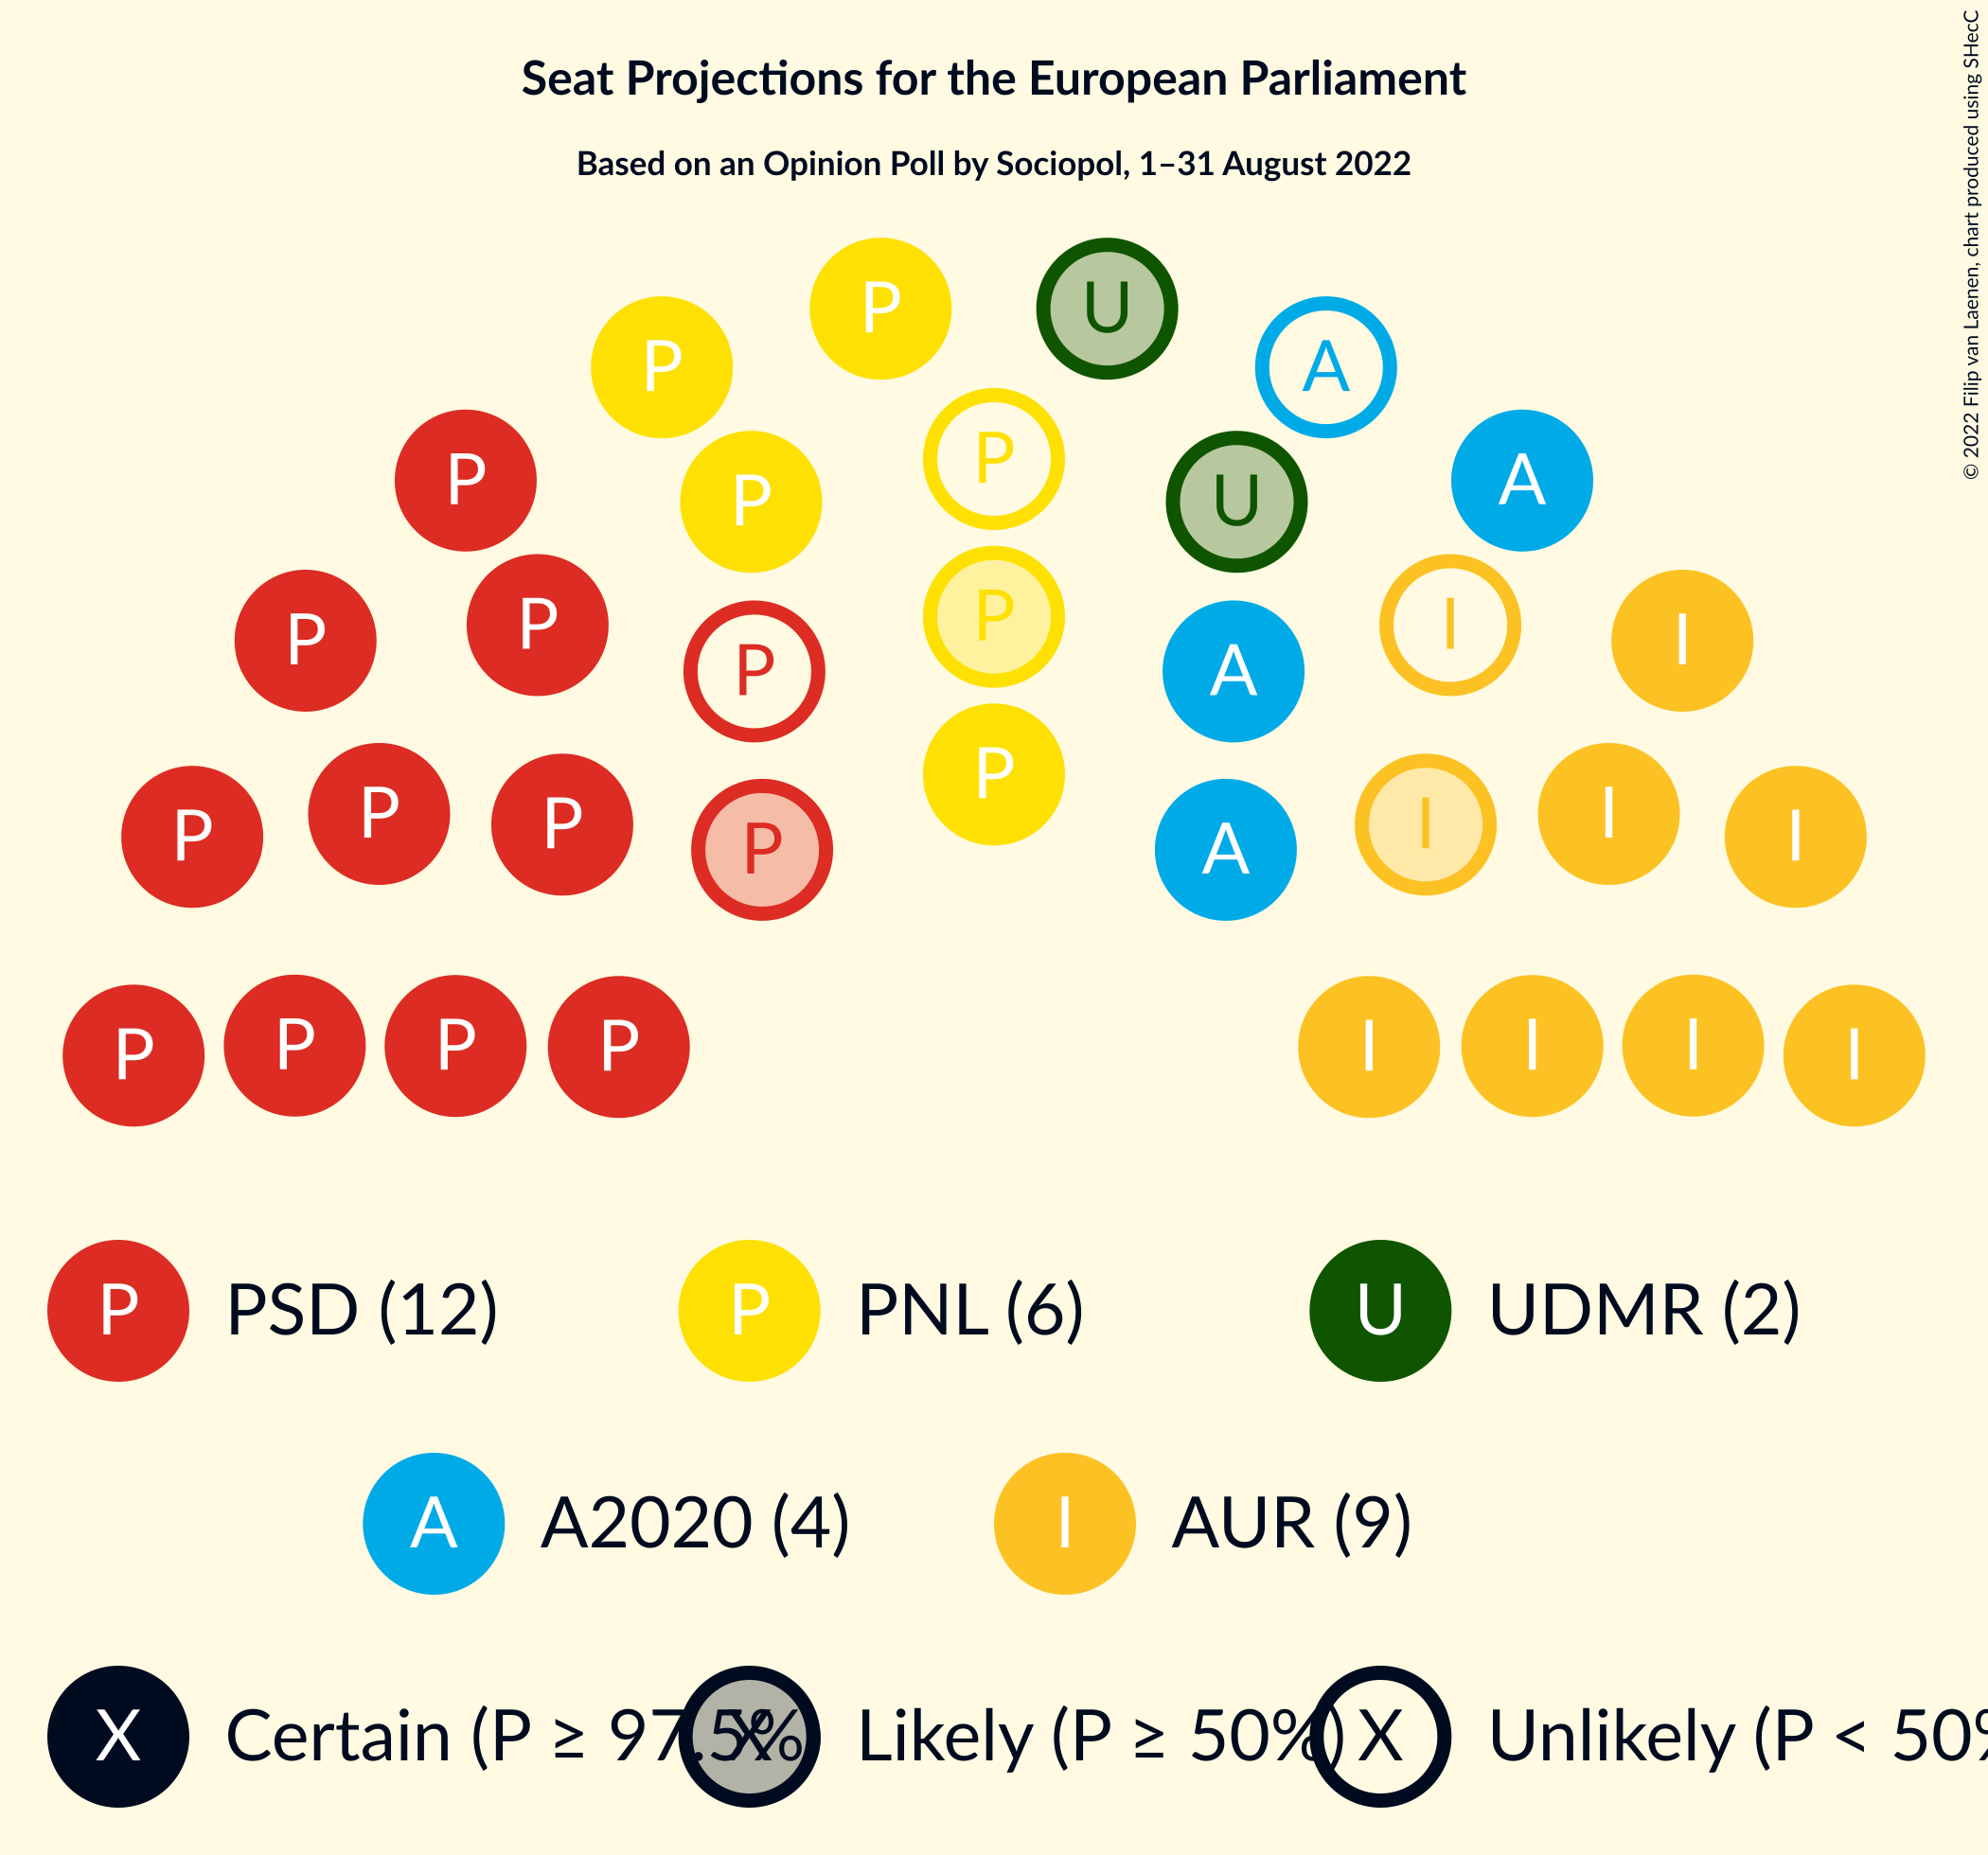 Seat Projections for the European Parliament
Based on an Opinion Poll by Sociopol, 1–31 August 2022
© 2022 Filip van Laenen, chart produced using SHecC
P U
P A
P P A
P P U
P P I I
P P A
P P I I
P P I
P A
P P P P I I I I
P PSD (12) P PNL (6) U UDMR (2)
A A2020 (4) I AUR (9)
X Certain (P ≥ 97.5% X Likely (P ≥ 50%) X Unlikely (P < 50%